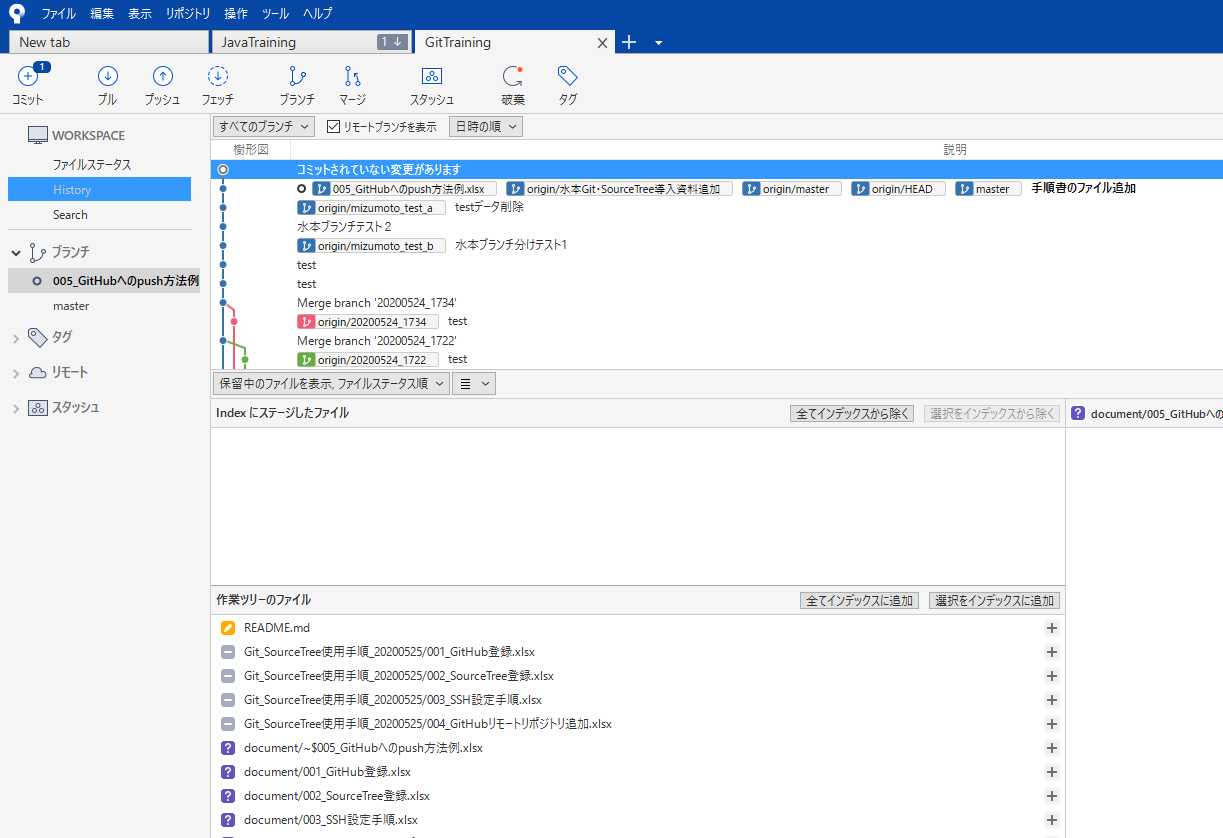 ファイル 編集 表示 リポジトリ 操作 ツール ヘルプ
New tab JavaTraining 1 GitTraining
1
コミット プル プッシュ フェッチ ブランチ マージ スタッシュ 破棄 タグ
WORKSPACE
ファイルステータス
History
Search
ブランチ
005_GitHubへのpush方法例
master
タグ
リモート
スタッシュ
すべてのブランチ リモートブランチを表示 日時の順
樹形図 説明
コミットされていない変更があります
005_GitHubへのpush方法例.xlsx origin/水本Git・SourceTree導入資料追加 origin/master origin/HEAD master 手順書のファイル追加
origin/mizumoto_test_a testデータ削除
水本ブランチテスト2
origin/mizumoto_test_b 水本ブランチ分けテスト1
test
test
Merge branch '20200524_1734'
origin/20200524_1734 test
Merge branch '20200524_1722'
origin/20200524_1722 test
保留中のファイルを表示, ファイルステータス順
Index にステージしたファイル 全てインデックスから除く 選択をインデックスから除く
document/005_GitHubへの
作業ツリーのファイル 全てインデックスに追加 選択をインデックスに追加
README.md
Git_SourceTree使用手順_20200525/001_GitHub登録.xlsx
Git_SourceTree使用手順_20200525/002_SourceTree登録.xlsx
Git_SourceTree使用手順_20200525/003_SSH設定手順.xlsx
Git_SourceTree使用手順_20200525/004_GitHubリモートリポジトリ追加.xlsx
document/~$005_GitHubへのpush方法例.xlsx
document/001_GitHub登録.xlsx
document/002_SourceTree登録.xlsx
document/003_SSH設定手順.xlsx